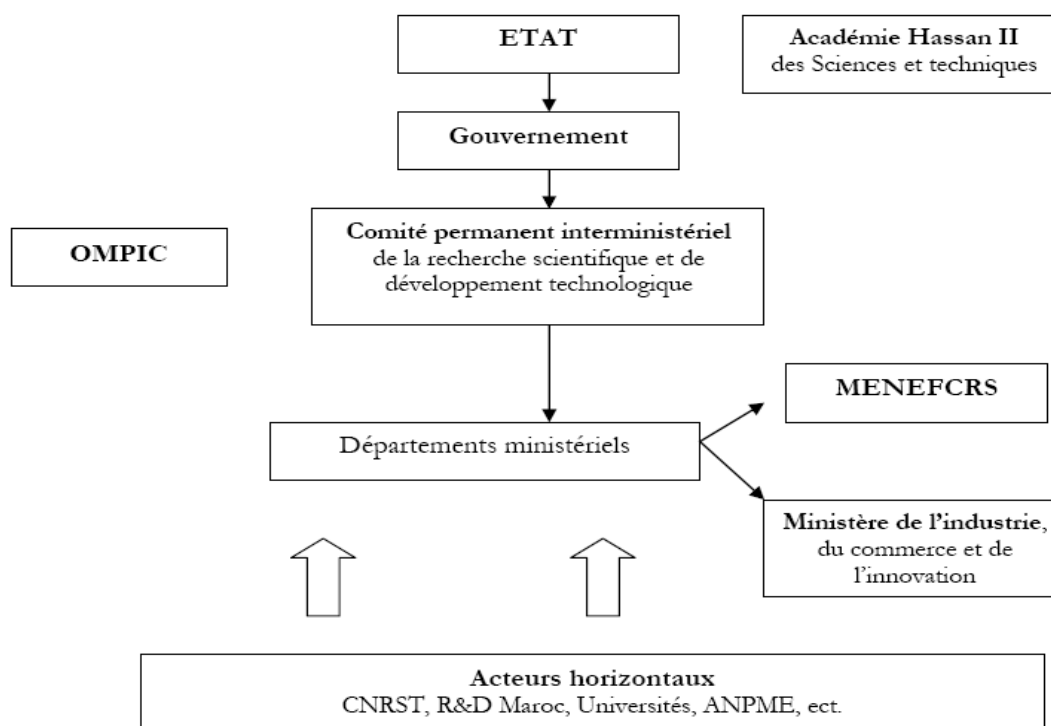 ETAT
Académie Hassan II
des Sciences et techniques
Gouvernement
Comité permanent interministériel
de la recherche scientifique et de
développement technologique
OMPIC
MENEFCRS
Départements ministériels
Ministère de l'industrie,
du commerce et de
l'innovation
Acteurs horizontaux
CNRST, R&D Maroc, Universités, ANPME, ect.